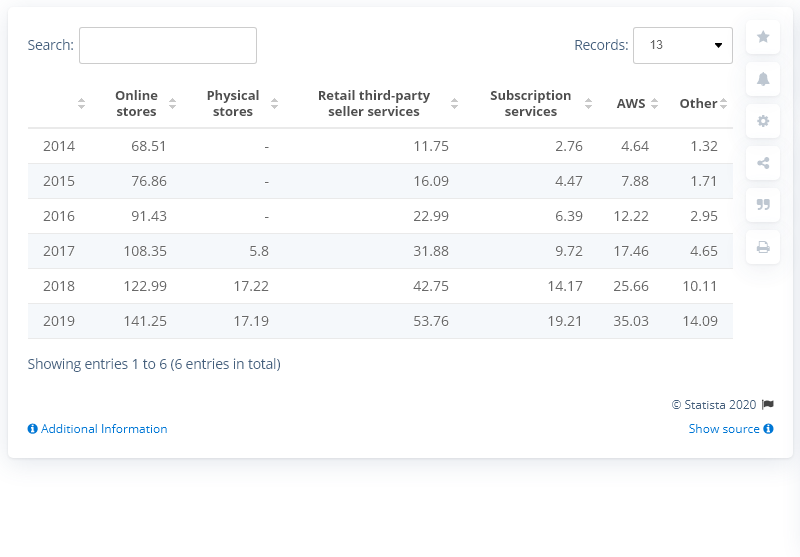 Search:
Records: 13
Online stores Physical stores Retail third-party seller services Subscription services AWS Other
2014 68.51 - 11.75 2.76 4.64 1.32
2015 76.86 - 16.09 4.47 7.88 1.71
2016 91.43 - 22.99 6.39 12.22 2.95
2017 108.35 5.8 31.88 9.72 17.46 4.65
2018 122.99 17.22 42.75 14.17 25.66 10.11
2019 141.25 17.19 53.76 19.21 35.03 14.09
Showing entries 1 to 6 (6 entries in total)
© Statista 2020
Additional Information
Show source